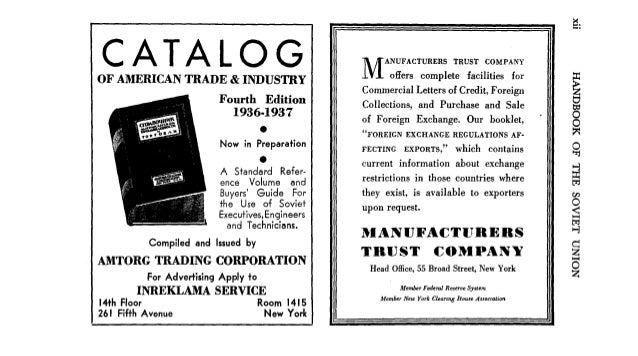 CATALOG
OF AMERICAN TRADE & INDUSTRY
Fourth Edition
1936-1937
Now in Preparation
A Standard Refer-
ence Volume and
Buyers' Guide For
the Use of Soviet
Executives, Engineers
and Technicians.
Compiled and Issued by
AMTORG TRADING CORPORATION
For Advertising Apply to
INREKLAMA SERVICE
14th Floor Room 1415
261 Fifth Avenue New York
MANUFACTURERS TRUST COMPANY
offers complete facilities for
Commercial Letters of Credit, Foreign
Collections, and Purchase and Sale
of Foreign Exchange. Our booklet,
"FOREIGN EXCHANGE REGULATIONS AF-
FECTING EXPORTS," which contains
current information about exchange
restrictions in those countries where
they exist, is available to exporters
upon request.
MANUFACTURERS
TRUST COMPANY
Head Office, 55 Broad Street, New York
Member Federal Reserve System
Member New York Clearing House Association
xii HANDBOOK OF THE SOVIET UNION